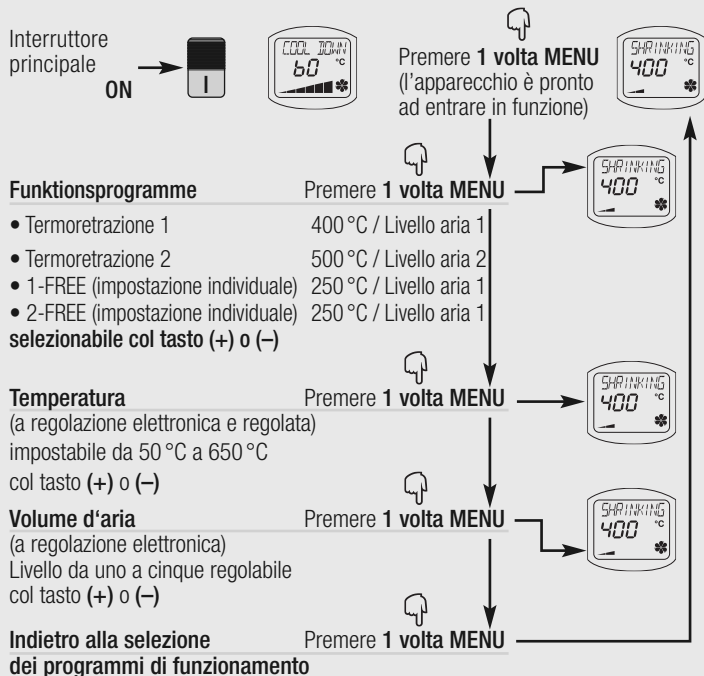 Interruttore
principale
ON
I
COOL DOWN
60 °C
Premere 1 volta MENU
(l'apparecchio è pronto
ad entrare in funzione)
SHRINKING
400 °C
Funktionsprogramme Premere 1 volta MENU
SHRINKING
400 °C
• Termoretrazione 1 400 °C / Livello aria 1
• Termoretrazione 2 500 °C / Livello aria 2
• 1-FREE (impostazione individuale) 250 °C / Livello aria 1
• 2-FREE (impostazione individuale) 250 °C / Livello aria 1
selezionabile col tasto (+) o (–)
Temperatura Premere 1 volta MENU
SHRINKING
400 °C
(a regolazione elettronica e regolata)
impostabile da 50 °C a 650 °C
col tasto (+) o (–)
Volume d‘aria Premere 1 volta MENU
SHRINKING
400 °C
(a regolazione elettronica)
Livello da uno a cinque regolabile
col tasto (+) o (–)
Indietro alla selezione Premere 1 volta MENU
dei programmi di funzionamento